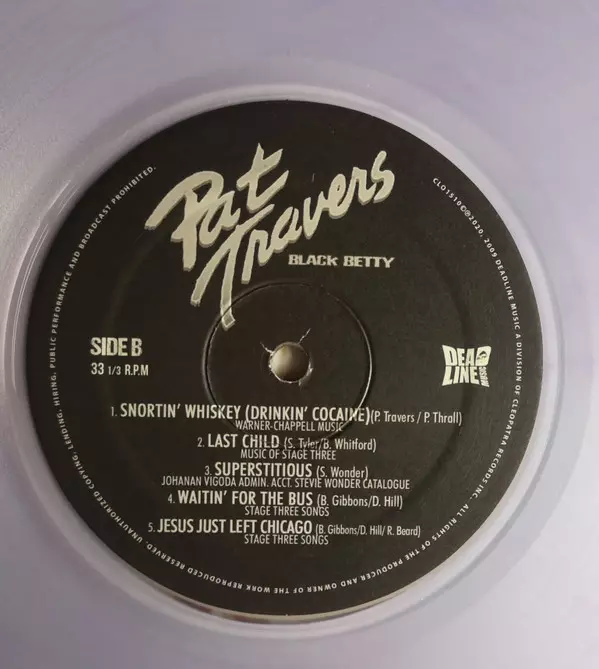 Pat
Travers
BLACK BETTY
SIDE B
33 1/3 R.P.M
DEAD
LINE
MUSIC
1. SNORTIN' WHISKEY (DRINKIN' COCAINE)(P. Travers / P. Thrall)
WARNER-CHAPPELL MUSIC
2. LAST CHILD (S. Tyler/B. Whitford)
MUSIC OF STAGE THREE
3. SUPERSTITIOUS (S. Wonder)
JOHANAN VIGODA ADMIN. ACCT. STEVIE WONDER CATALOGUE
4. WAITIN' FOR THE BUS (B. Gibbons/D. Hill)
STAGE THREE SONGS
5. JESUS JUST LEFT CHICAGO (B. Gibbons/D. Hill/ R. Beard)
STAGE THREE SONGS
CLO1510©℗2020, 2009 DEADLINE MUSIC A DIVISION OF CLEOPATRA RECORDS INC. ALL RIGHTS OF THE PRODUCER AND OWNER OF THE WORK REPRODUCED RESERVED. UNAUTHORIZED COPYING, LENDING, HIRING, PUBLIC PERFORMANCE AND BROADCAST PROHIBITED.